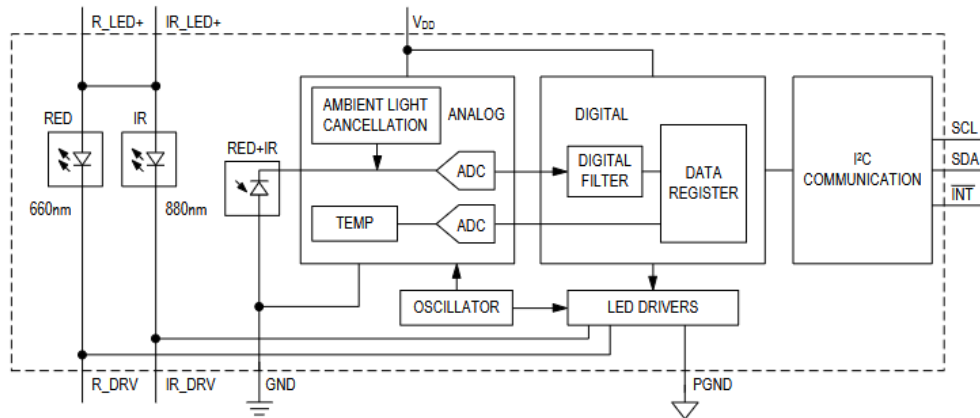 R_LED+ IR_LED+ VDD
RED IR
660nm 880nm
RED+IR
AMBIENT LIGHT
CANCELLATION
ANALOG
ADC
TEMP
ADC
DIGITAL
DIGITAL
FILTER
DATA
REGISTER
I²C
COMMUNICATION
SCL
SDA
INT
OSCILLATOR
LED DRIVERS
R_DRV IR_DRV GND PGND